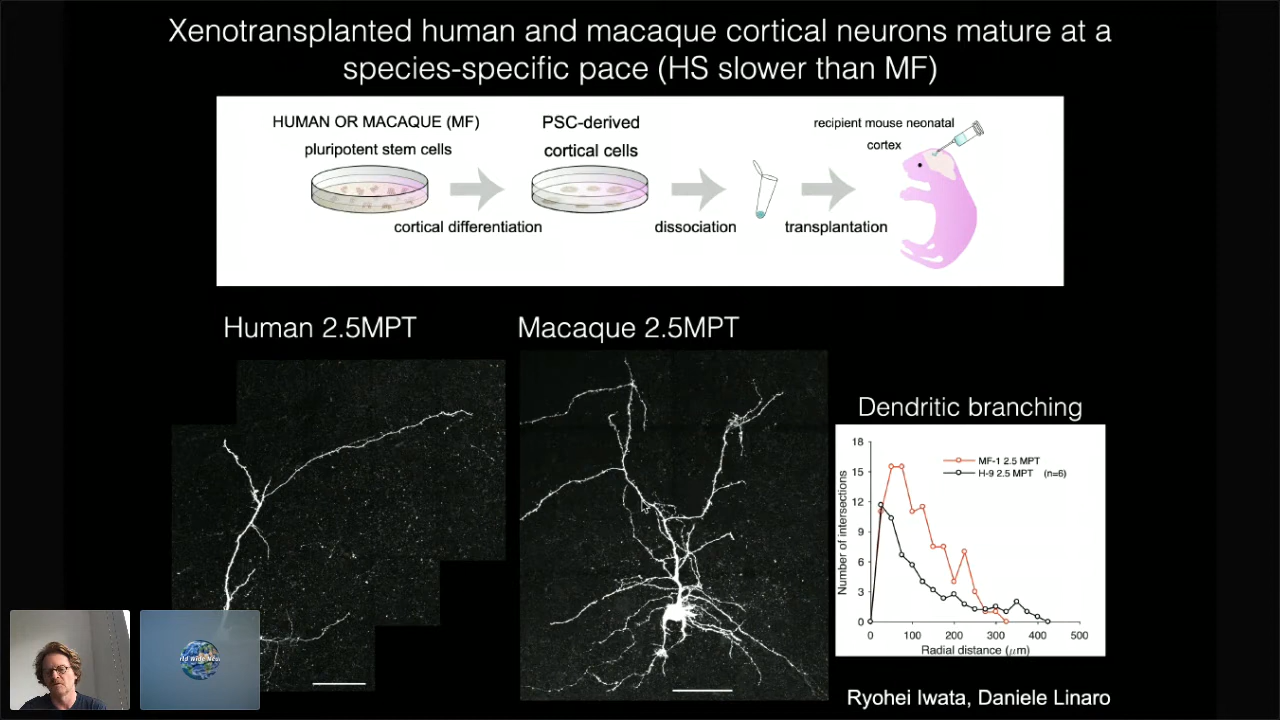 Xenotransplanted human and macaque cortical neurons mature at a
species-specific pace (HS slower than MF)
HUMAN OR MACAQUE (MF)
pluripotent stem cells
PSC-derived
cortical cells
recipient mouse neonatal
cortex
cortical differentiation
dissociation
transplantation
Human 2.5MPT
Macaque 2.5MPT
Dendritic branching
MF-1 2.5 MPT
H-9 2.5 MPT (n=6)
Number of intersections
18
15
12
9
6
3
0
0 100 200 300 400 500
Radial distance (μm)
Ryohei Iwata, Daniele Linaro
Wide